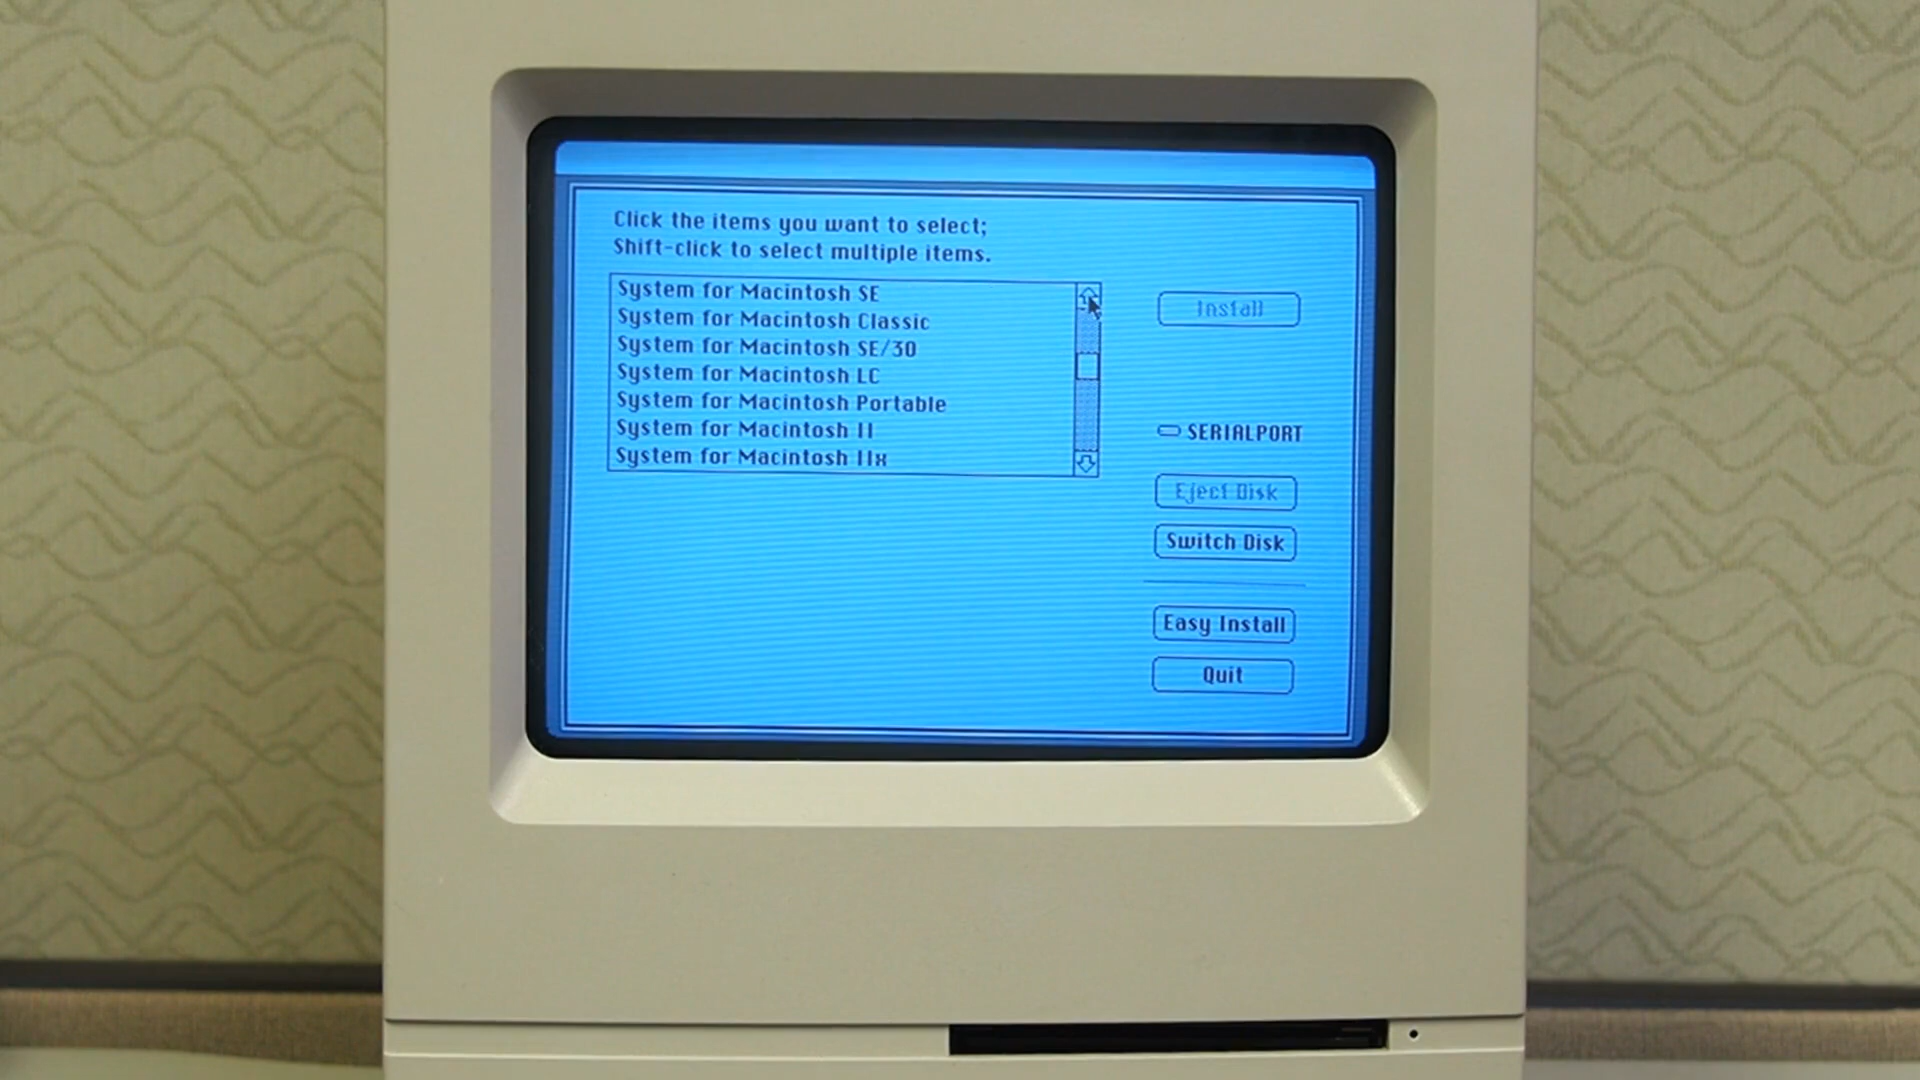 Click the items you want to select;
Shift-click to select multiple items.
System for Macintosh SE
System for Macintosh Classic
System for Macintosh SE/30
System for Macintosh LC
System for Macintosh Portable
System for Macintosh II
System for Macintosh IIx
Install
SERIALPORT
Eject Disk
Switch Disk
Easy Install
Quit